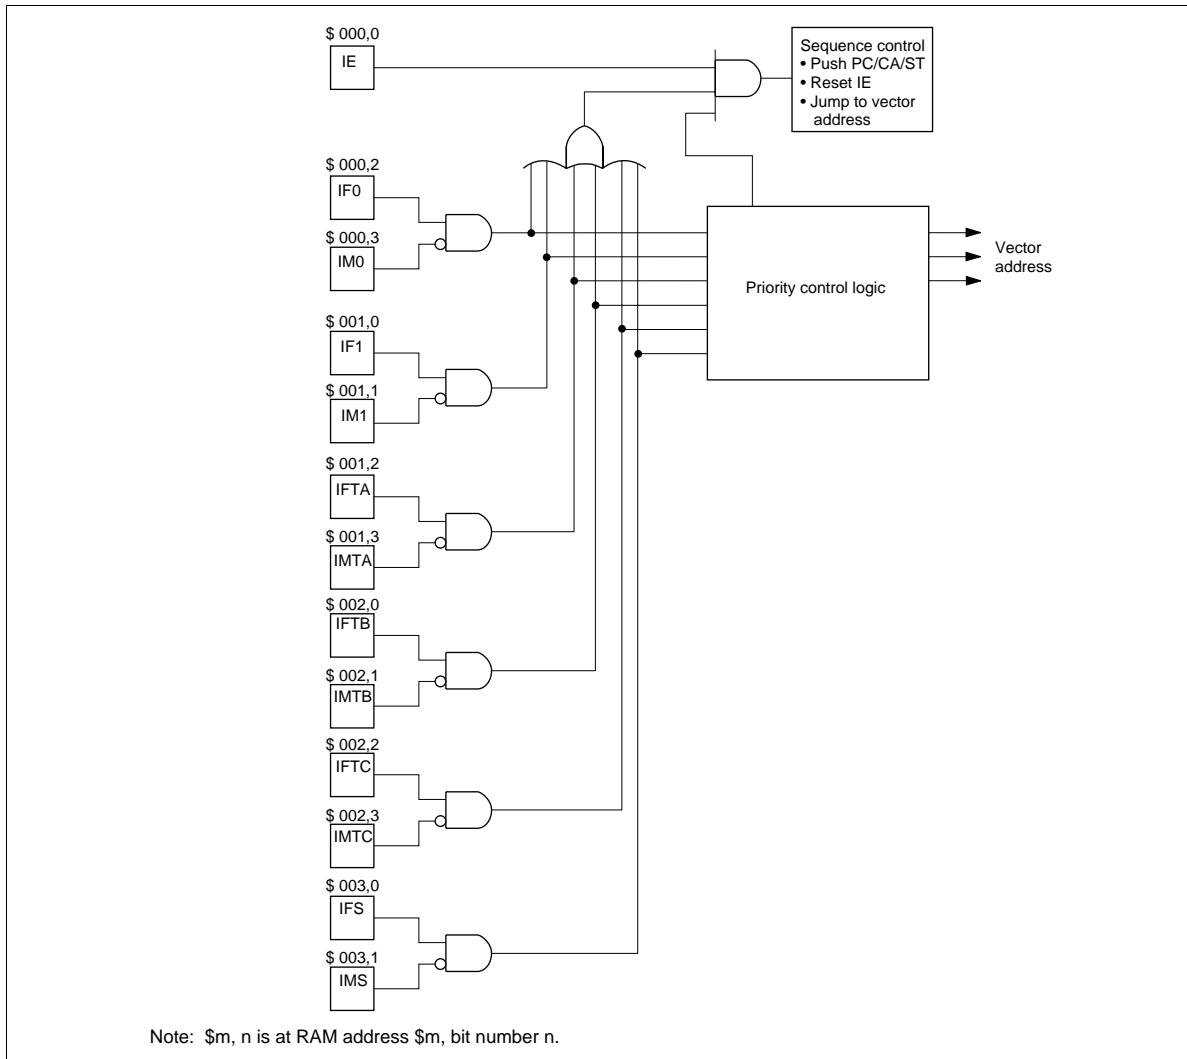 $ 000,0
IE
Sequence control
• Push PC/CA/ST
• Reset IE
• Jump to vector
address
$ 000,2
IF0
$ 000,3
IM0
Priority control logic
Vector
address
$ 001,0
IF1
$ 001,1
IM1
$ 001,2
IFTA
$ 001,3
IMTA
$ 002,0
IFTB
$ 002,1
IMTB
$ 002,2
IFTC
$ 002,3
IMTC
$ 003,0
IFS
$ 003,1
IMS
Note: $m, n is at RAM address $m, bit number n.